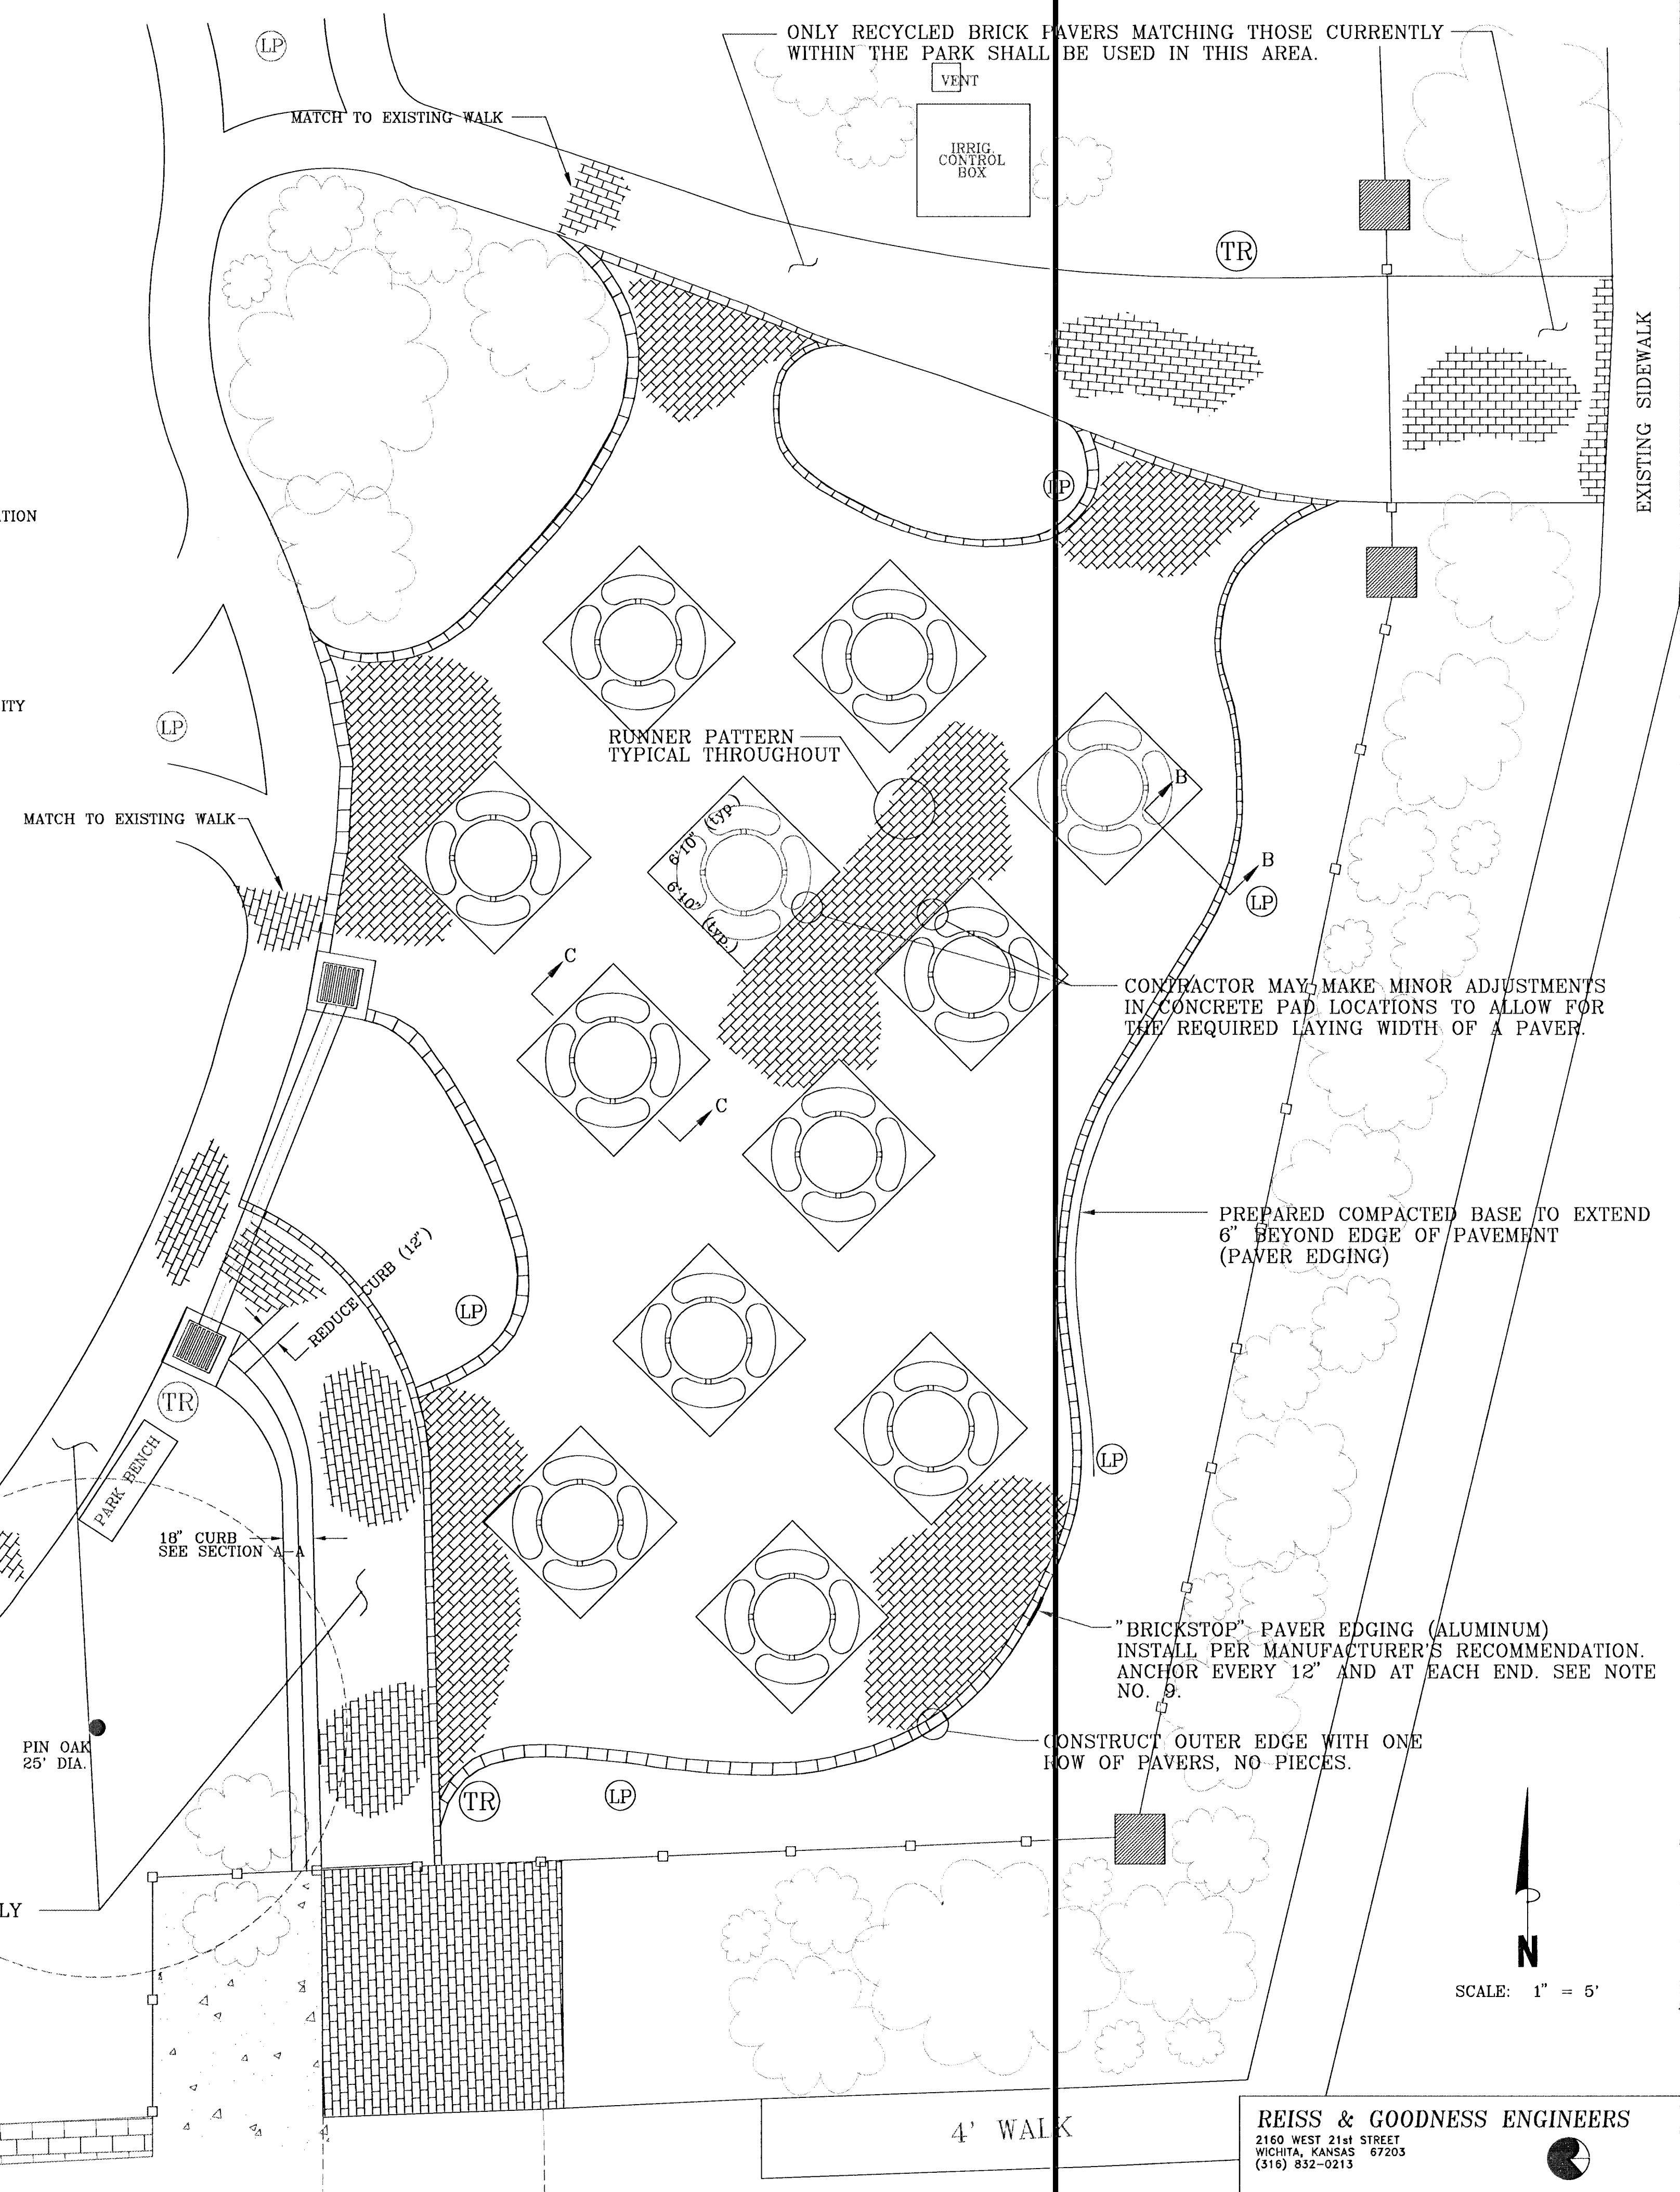 ONLY RECYCLED BRICK PAVERS MATCHING THOSE CURRENTLY
WITHIN THE PARK SHALL BE USED IN THIS AREA.
LP
VENT
MATCH TO EXISTING WALK
IRRIG.
CONTROL
BOX
TR
EXISTING SIDEWALK
LP
TION
ITY
LP
RUNNER PATTERN
TYPICAL THROUGHOUT
B
6'10" (typ.)
MATCH TO EXISTING WALK
B
LP
6'10" (typ.)
C
CONTRACTOR MAY MAKE MINOR ADJUSTMENTS
IN CONCRETE PAD LOCATIONS TO ALLOW FOR
THE REQUIRED LAYING WIDTH OF A PAVER.
C
PREPARED COMPACTED BASE TO EXTEND
6" BEYOND EDGE OF PAVEMENT
(PAVER EDGING)
REDUCE CURB (12")
LP
TR
LP
PARK BENCH
18" CURB
SEE SECTION A-A
"BRICKSTOP" PAVER EDGING (ALUMINUM)
INSTALL PER MANUFACTURER'S RECOMMENDATION.
ANCHOR EVERY 12" AND AT EACH END. SEE NOTE
NO. 9.
CONSTRUCT OUTER EDGE WITH ONE
ROW OF PAVERS, NO PIECES.
PIN OAK
25' DIA.
TR
LP
LY
N
SCALE: 1" = 5'
4' WALK
REISS & GOODNESS ENGINEERS
2160 WEST 21st STREET
WICHITA, KANSAS 67203
(316) 832-0213